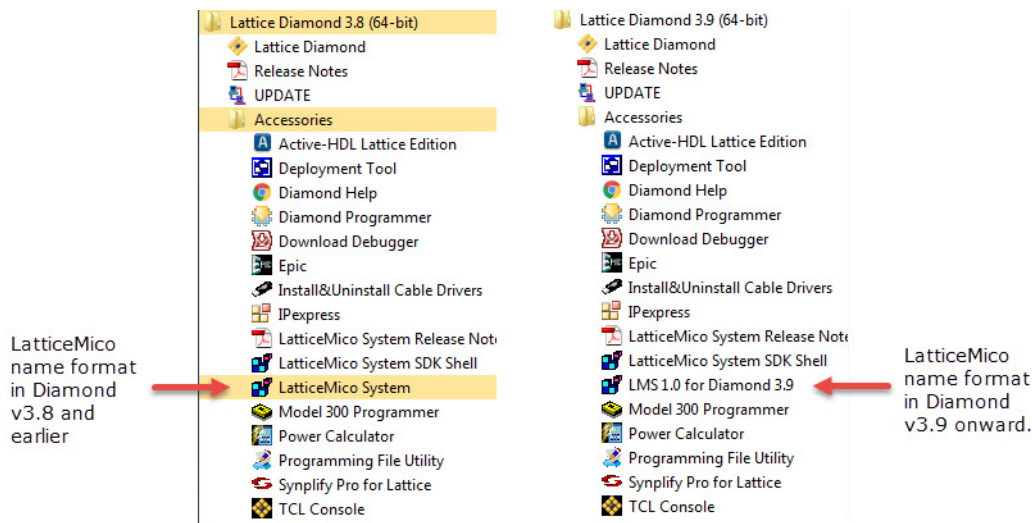 Lattice Diamond 3.8 (64-bit)
Lattice Diamond
Release Notes
UPDATE
Accessories
Active-HDL Lattice Edition
Deployment Tool
Diamond Help
Diamond Programmer
Download Debugger
Epic
Install&Uninstall Cable Drivers
IPexpress
LatticeMico System Release Note
LatticeMico System SDK Shell
LatticeMico System
Model 300 Programmer
Power Calculator
Programming File Utility
Synplify Pro for Lattice
TCL Console
LatticeMico
name format
in Diamond
v3.8 and
earlier
Lattice Diamond 3.9 (64-bit)
Lattice Diamond
Release Notes
UPDATE
Accessories
Active-HDL Lattice Edition
Deployment Tool
Diamond Help
Diamond Programmer
Download Debugger
Epic
Install&Uninstall Cable Drivers
IPexpress
LatticeMico System Release Note
LatticeMico System SDK Shell
LMS 1.0 for Diamond 3.9
Model 300 Programmer
Power Calculator
Programming File Utility
Synplify Pro for Lattice
TCL Console
LatticeMico
name format
in Diamond
v3.9 onward.